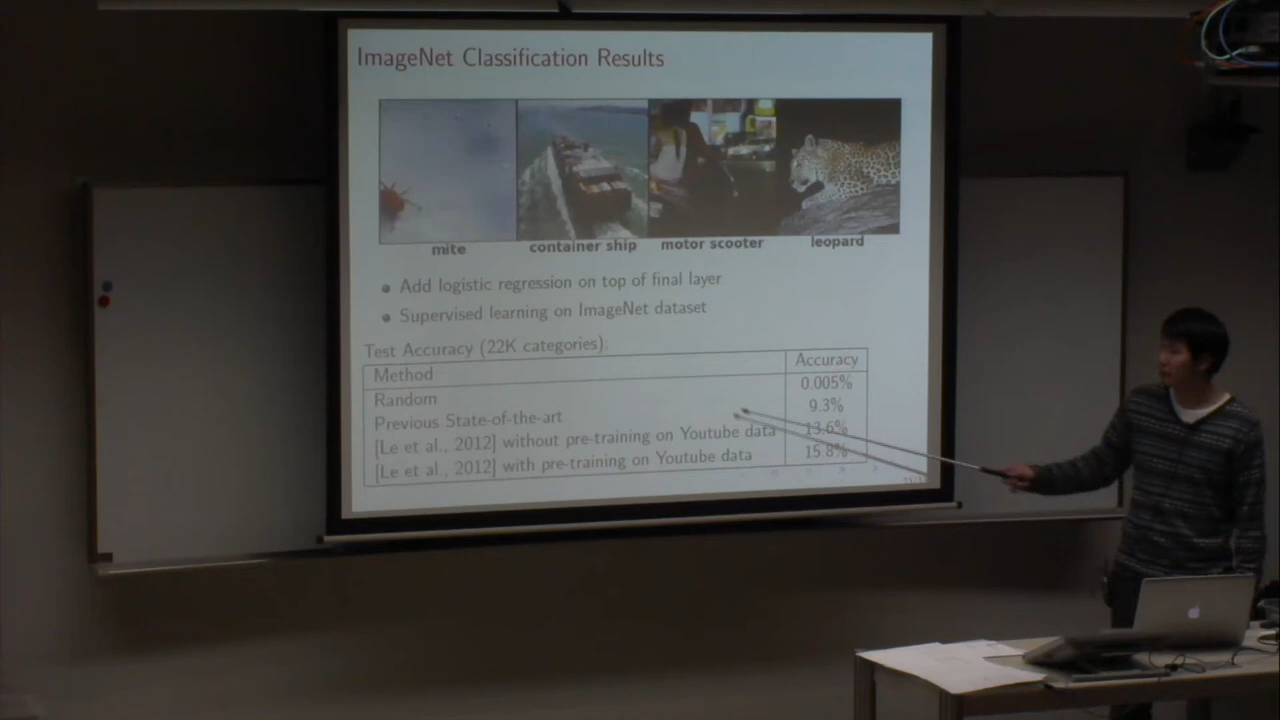 ImageNet Classification Results
mite
container ship
motor scooter
leopard
Add logistic regression on top of final layer
Supervised learning on ImageNet dataset
Test Accuracy (22K categories):
Method Accuracy
Random 0.005%
Previous State-of-the-art 9.3%
[Le et al., 2012] without pre-training on Youtube data 13.6%
[Le et al., 2012] with pre-training on Youtube data 15.8%